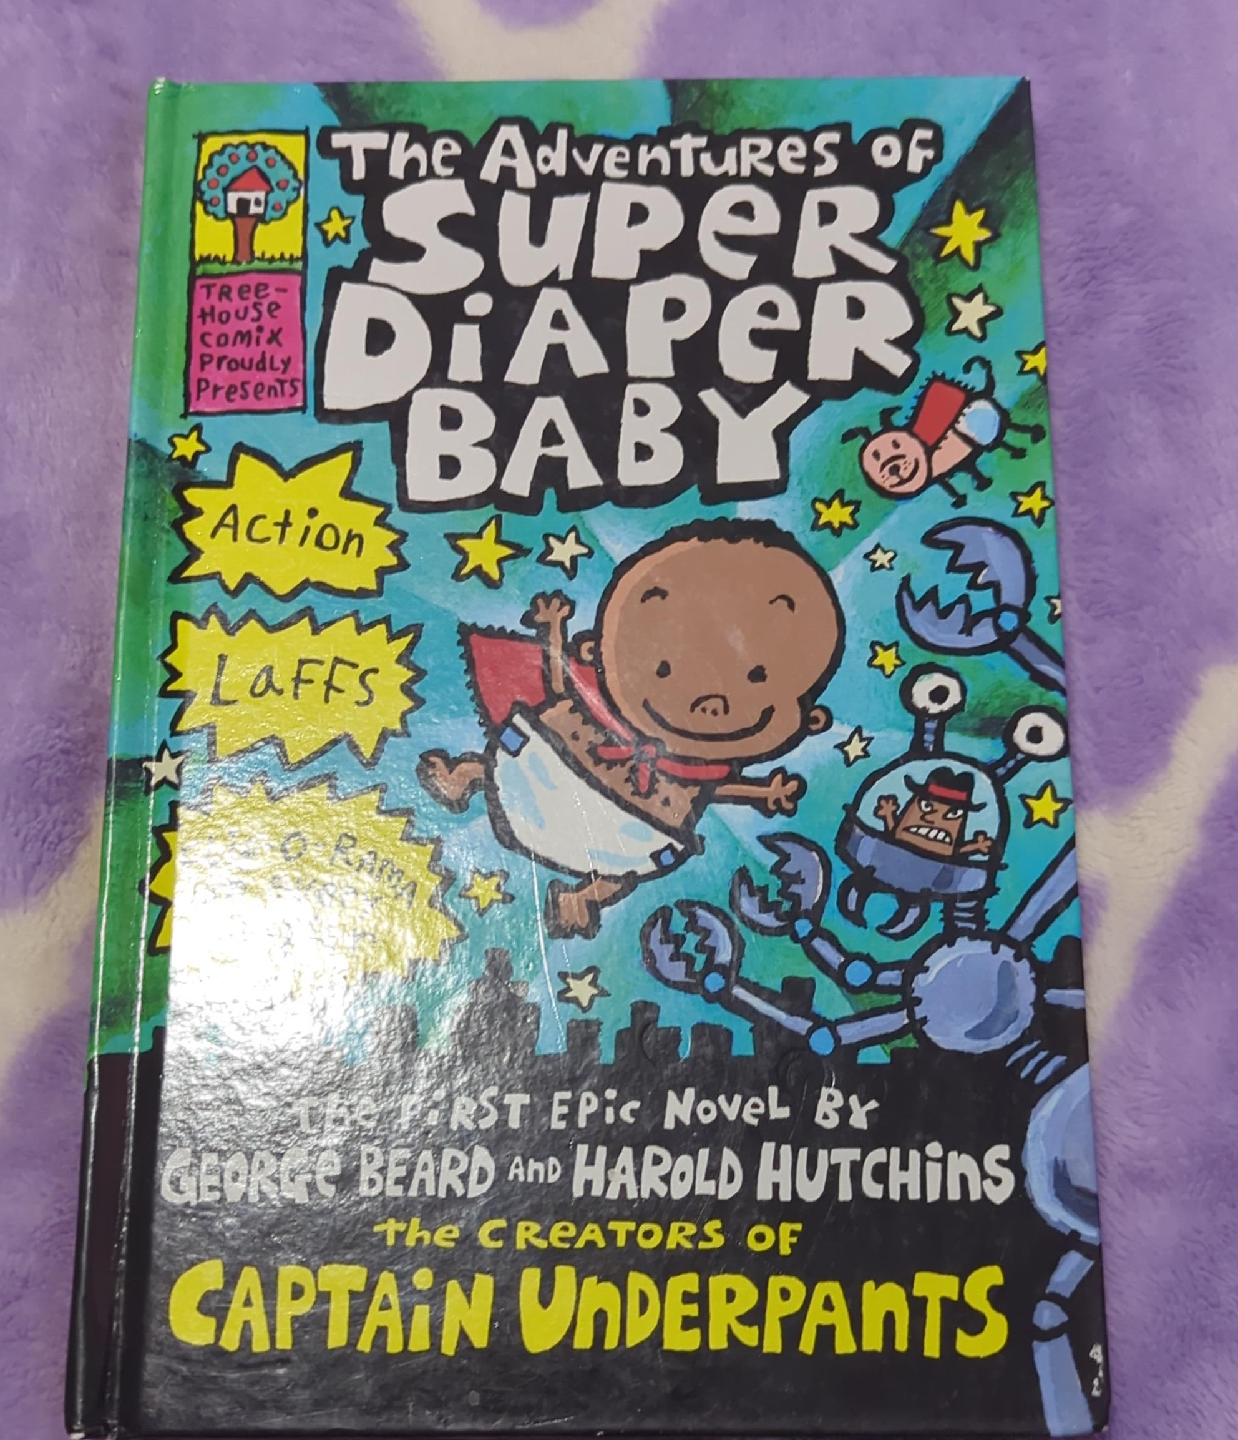 The Adventures of
SUPER
DiAPER
BABY
TREE-
House
comix
Proudly
Presents
Action
LaFFS
O-RAMA
The FiRST EPic Novel By
GEORGe BEARD AnD HAROLD HUTCHinS
the CREATORS OF
CAPTAiN UnDERPAnTS